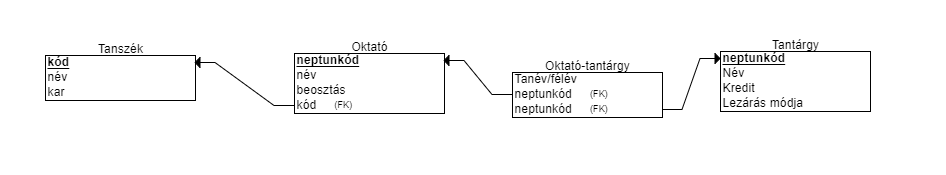 Tanszék
kód
név
kar
Oktató
neptunkód
név
beosztás
kód (FK)
Oktató-tantárgy
Tanév/félév
neptunkód (FK)
neptunkód (FK)
Tantárgy
neptunkód
Név
Kredit
Lezárás módja